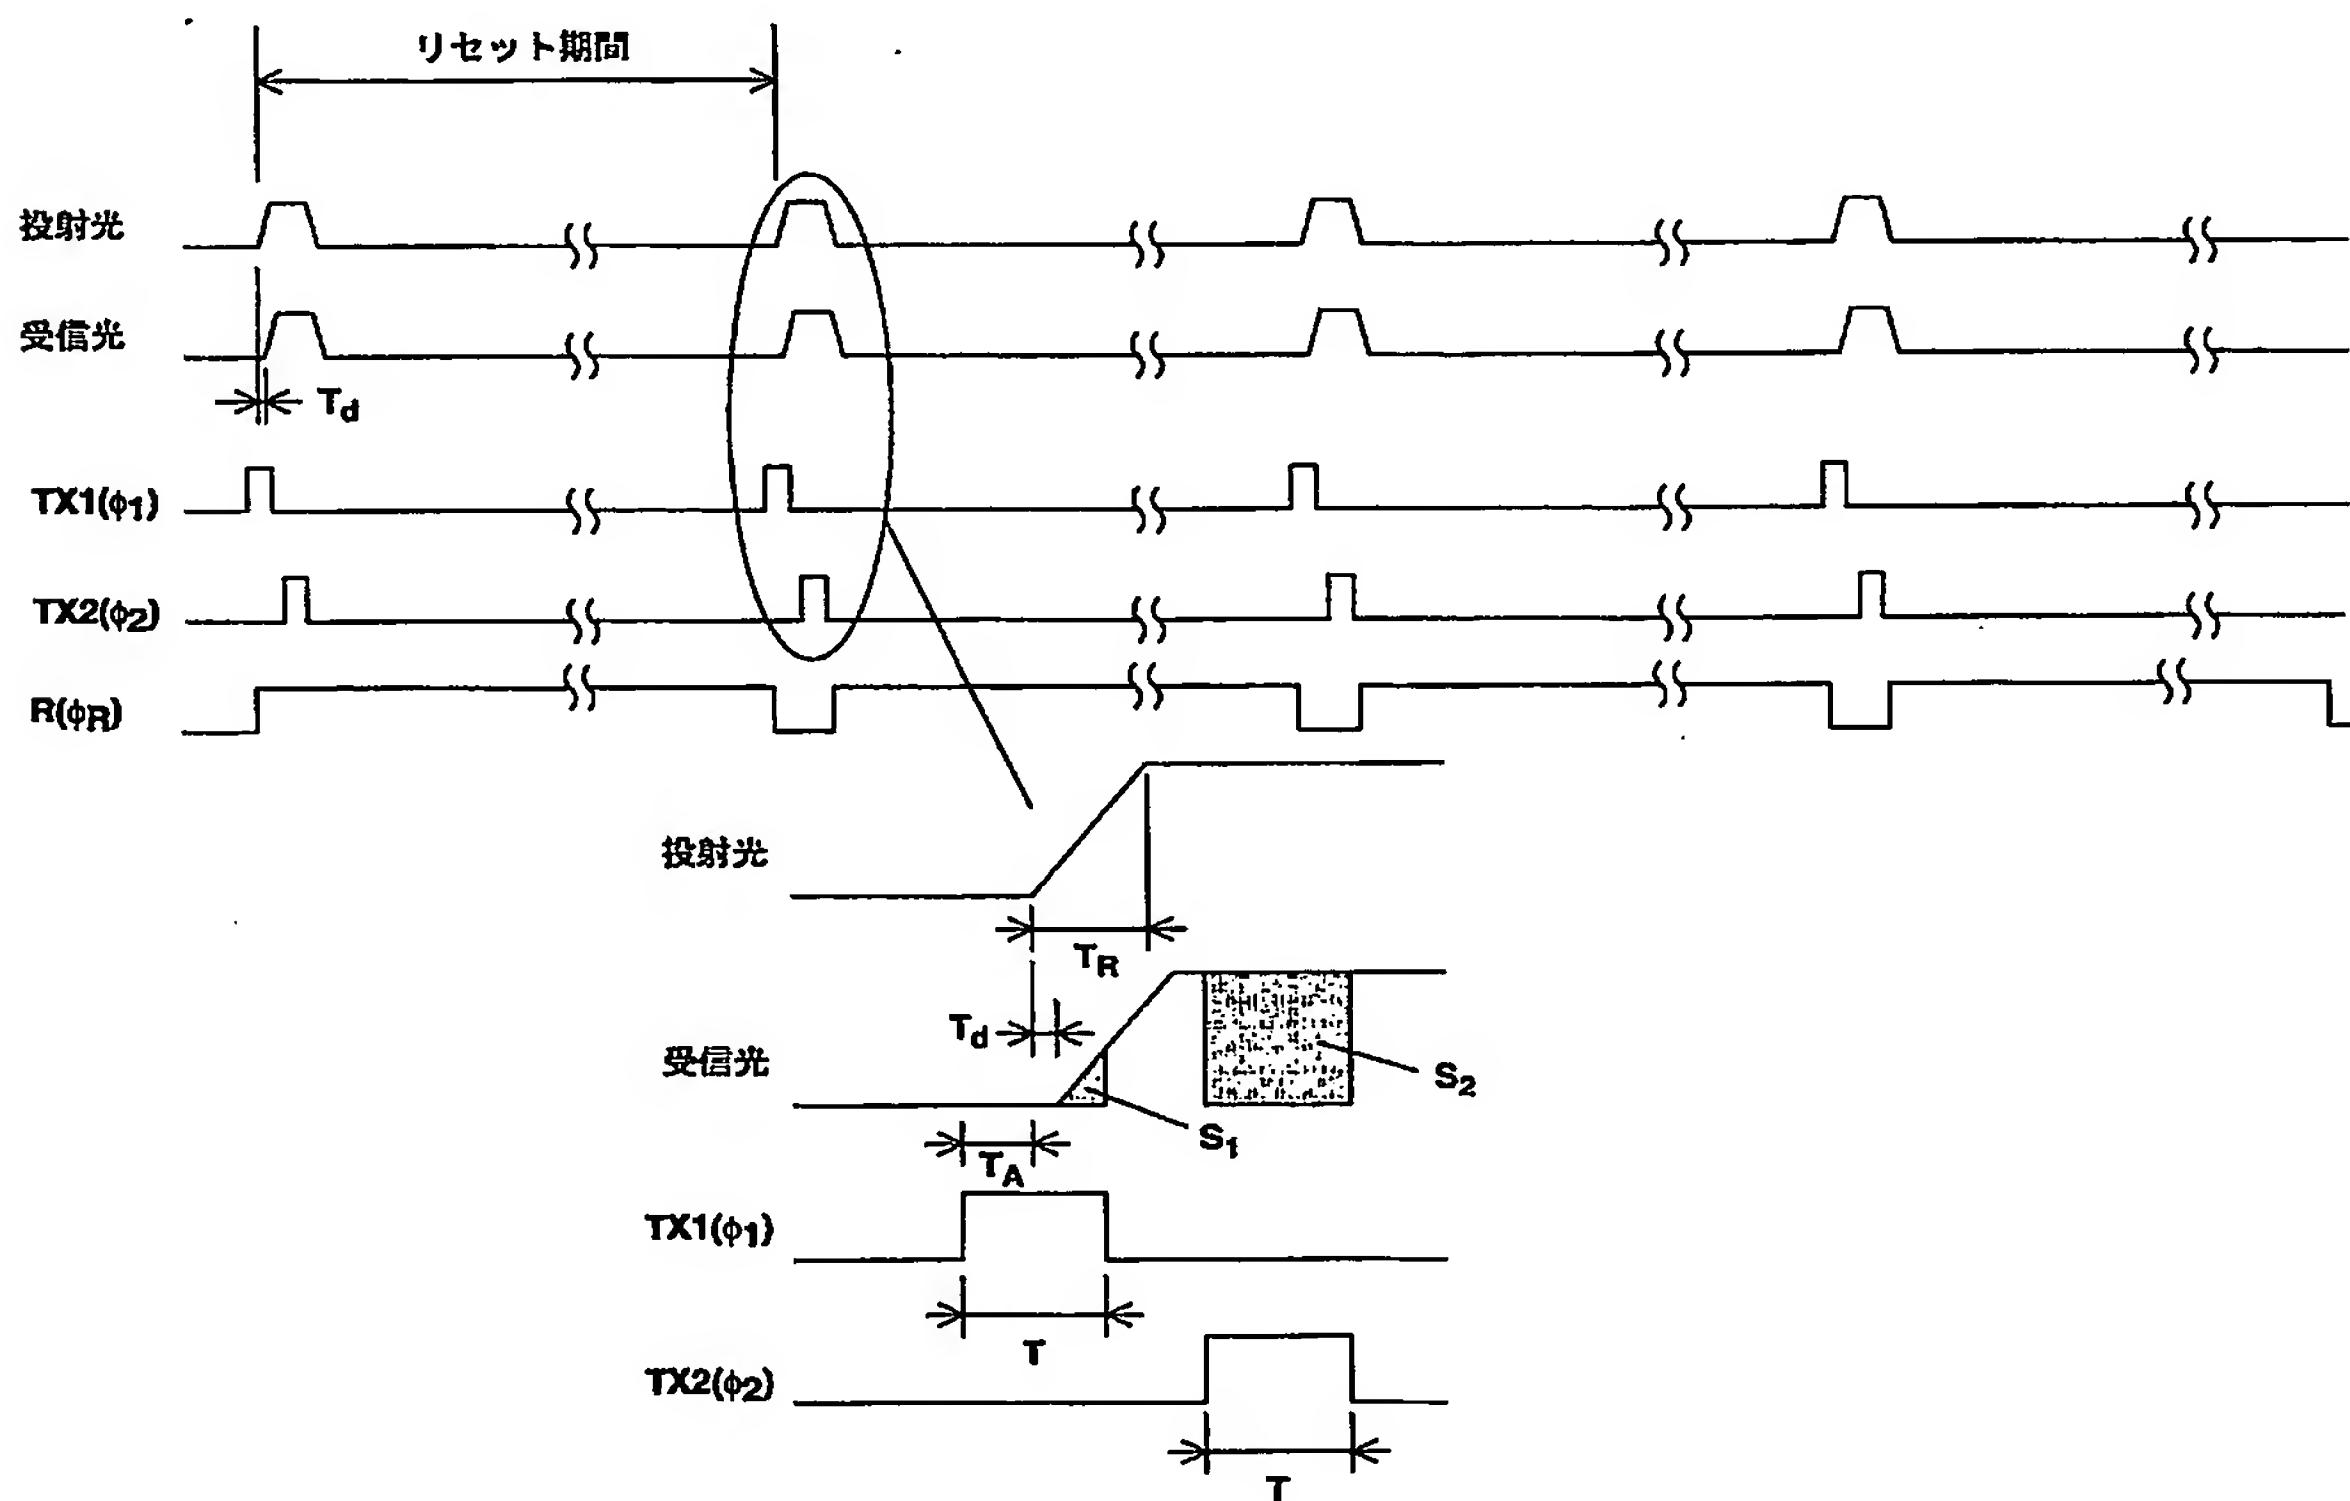 リセット期間
投射光
受信光
Td
TX1(ϕ1)
TX2(ϕ2)
R(ϕR)
投射光
TR
Td
受信光
S2
S1
TA
TX1(ϕ1)
T
TX2(ϕ2)
T